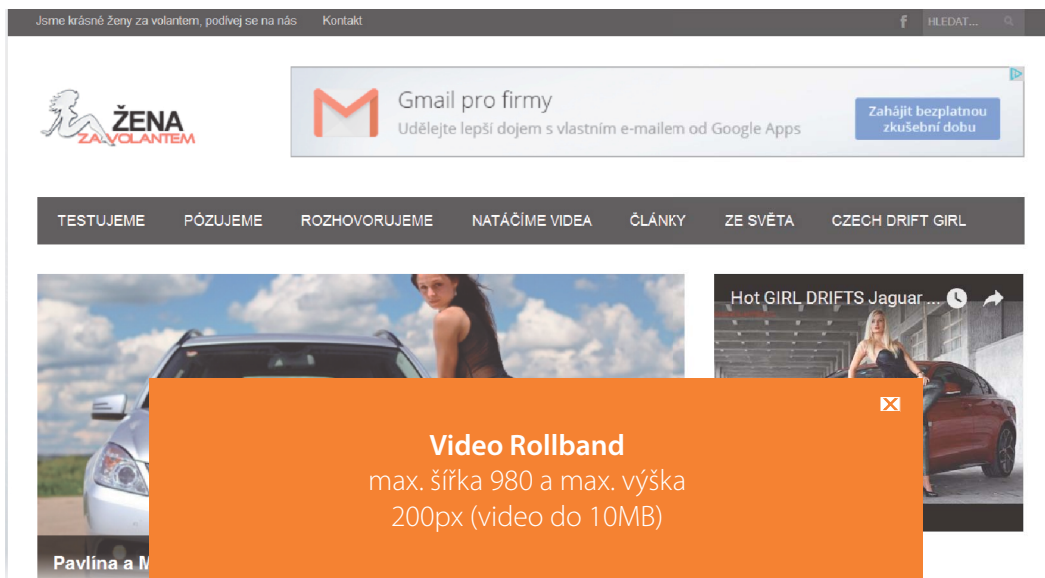 Jsme krásné ženy za volantem, podívej se na nás Kontakt
f HLEDAT...
ŽENA
ZA VOLANTEM
Gmail pro firmy
Udělejte lepší dojem s vlastním e-mailem od Google Apps
Zahájit bezplatnou
zkušební dobu
TESTUJEME PÓZUJEME ROZHOVORUJEME NATÁČÍME VIDEA ČLÁNKY ZE SVĚTA CZECH DRIFT GIRL
Hot GIRL DRIFTS Jaguar ...
Video Rollband
max. šířka 980 a max. výška
200px (video do 10MB)
Pavlína a M